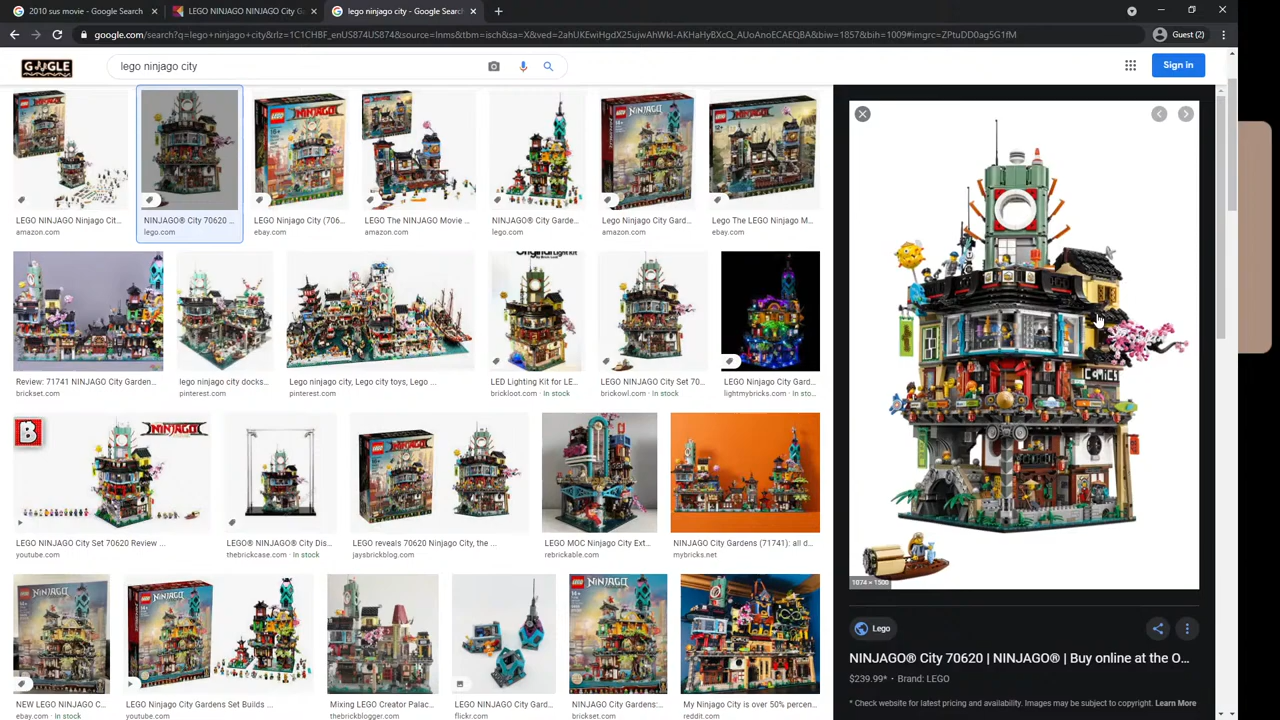 2010 sus movie - Google Search
LEGO NINJAGO NINJAGO City G
lego ninjago city - Google Search
google.com/search?q=lego+ninjago+city&rlz=1C1CHBF_enUS874US874&source=lnms&tbm=isch&sa=X&ved=2ahUKEwiHgdX25ujwAhWkl-AKHaHyBXcQ_AUoAnoECAEQBA&biw=1857&bih=1009#imgrc=ZPtuDD0ag5G1fM
Guest (2)
lego ninjago city
Sign in
LEGO NINJAGO Ninjago Cit...
amazon.com
NINJAGO® City 70620 ...
lego.com
LEGO Ninjago City (706...
ebay.com
LEGO The NINJAGO Movie ...
amazon.com
NINJAGO® City Garde...
lego.com
Lego Ninjago City Gard...
amazon.com
Lego The LEGO Ninjago M...
ebay.com
Review: 71741 NINJAGO City Garden...
brickset.com
lego ninjago city docks...
pinterest.com
Lego ninjago city, Lego city toys, Lego ...
pinterest.com
LED Lighting Kit for LE...
brickloot.com · In stock
LEGO NINJAGO City Set 70...
brickowl.com · In stock
LEGO Ninjago City Gard...
lightmybricks.com · In sto...
LEGO NINJAGO City Set 70620 Review ...
youtube.com
LEGO® NINJAGO® City Dis...
thebrickcase.com · In stock
LEGO reveals 70620 Ninjago City, the ...
jaysbrickblog.com
LEGO MOC Ninjago City Ext...
rebrickable.com
NINJAGO City Gardens (71741): all d...
mybricks.net
NEW LEGO NINJAGO C...
ebay.com · In stock
LEGO Ninjago City Gardens Set Builds ...
youtube.com
Mixing LEGO Creator Palac...
thebrickblogger.com
LEGO NINJAGO City Gard...
flickr.com
NINJAGO City Gardens:...
brickset.com
My Ninjago City is over 50% percen...
reddit.com
COMICS
1074 × 1500
Lego
NINJAGO® City 70620 | NINJAGO® | Buy online at the O...
$239.99* · Brand: LEGO
* Check website for latest pricing and availability. Images may be subject to copyright. Learn More